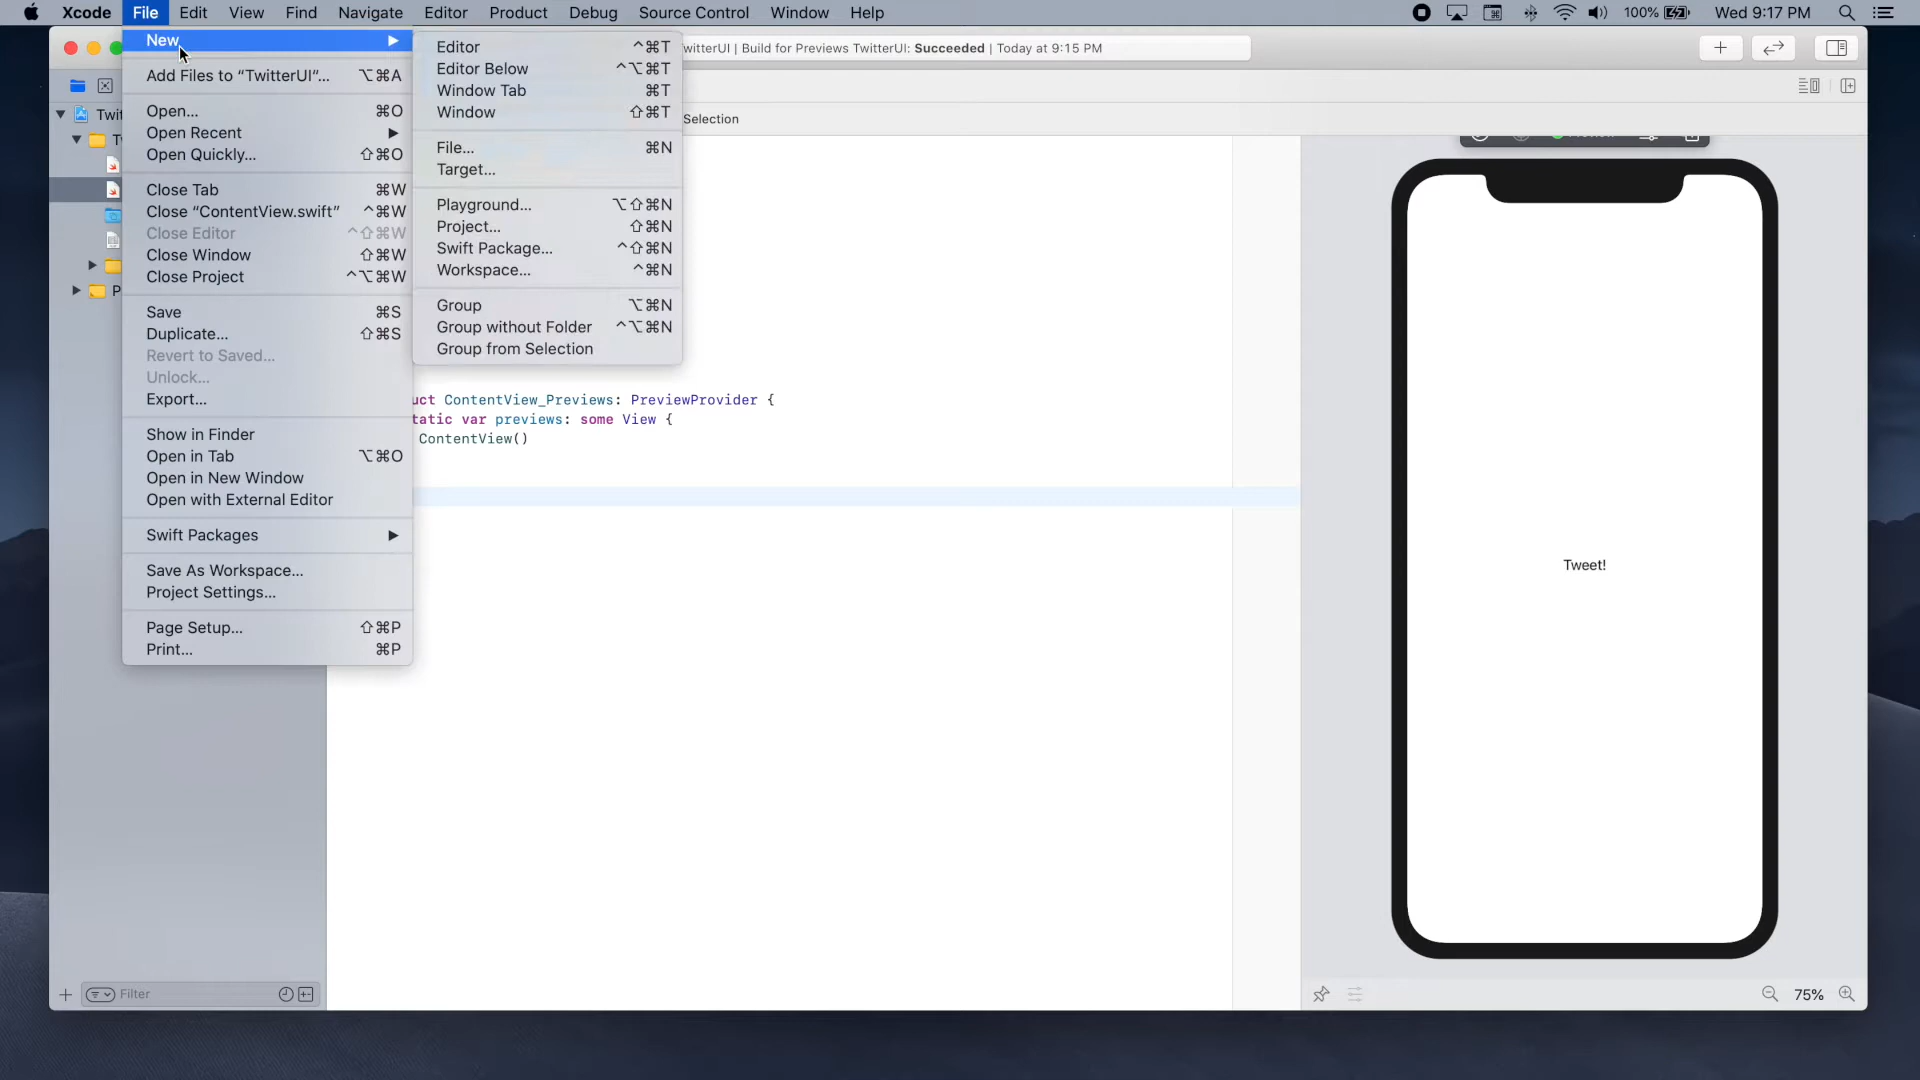 Xcode File Edit View Find Navigate Editor Product Debug Source Control Window Help 100% Wed 9:17 PM
witterUI | Build for Previews TwitterUI: Succeeded | Today at 9:15 PM
New
Add Files to “TwitterUI”... ⌥⌘A
Open... ⌘O
Open Recent
Open Quickly... ⇧⌘O
Close Tab ⌘W
Close “ContentView.swift” ^⌘W
Close Editor ^⇧⌘W
Close Window ⇧⌘W
Close Project ^⌥⌘W
Save ⌘S
Duplicate... ⇧⌘S
Revert to Saved...
Unlock...
Export...
Show in Finder
Open in Tab ⌥⌘O
Open in New Window
Open with External Editor
Swift Packages
Save As Workspace...
Project Settings...
Page Setup... ⇧⌘P
Print... ⌘P
Editor ^⌘T
Editor Below ^⌥⌘T
Window Tab ⌘T
Window ⇧⌘T
File... ⌘N
Target...
Playground... ⌥⇧⌘N
Project... ⇧⌘N
Swift Package... ^⇧⌘N
Workspace... ^⌘N
Group ⌥⌘N
Group without Folder ^⌥⌘N
Group from Selection
Selection
Twit
T
P
uct ContentView_Previews: PreviewProvider {
tatic var previews: some View {
ContentView()
Tweet!
Filter
75%